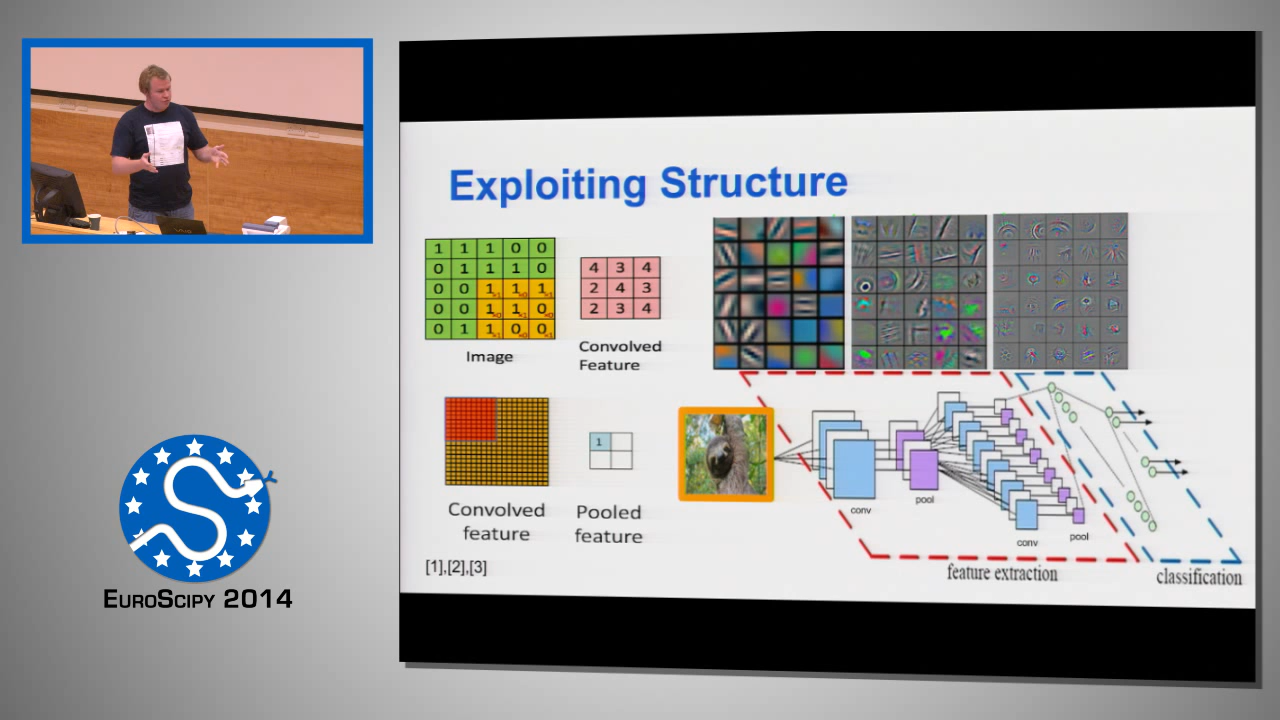 Exploiting Structure
1 1 1 0 0
0 1 1 1 0
0 0 1 1 1
0 0 1 1 0
0 1 1 0 0
Image
4 3 4
2 4 3
2 3 4
Convolved
Feature
1
Convolved
feature
Pooled
feature
[1],[2],[3]
conv
pool
conv
pool
feature extraction
classification
EuroScipy 2014